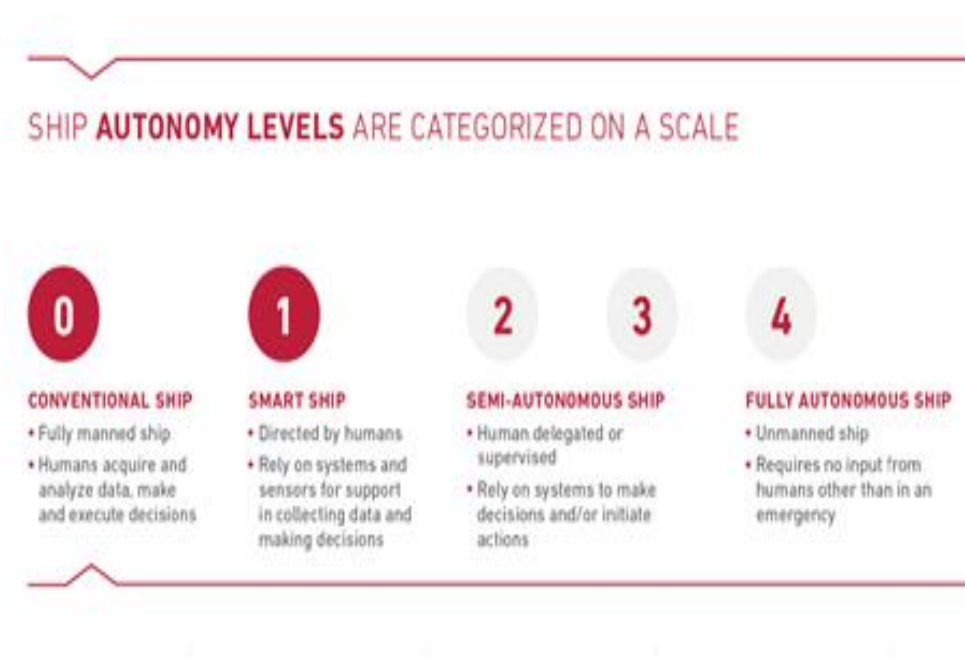 SHIP AUTONOMY LEVELS ARE CATEGORIZED ON A SCALE
0
CONVENTIONAL SHIP
• Fully manned ship
• Humans acquire and
analyze data, make
and execute decisions
1
SMART SHIP
• Directed by humans
• Rely on systems and
sensors for support
in collecting data and
making decisions
2 3
SEMI-AUTONOMOUS SHIP
• Human delegated or
supervised
• Rely on systems to make
decisions and/or initiate
actions
4
FULLY AUTONOMOUS SHIP
• Unmanned ship
• Requires no input from
humans other than in an
emergency